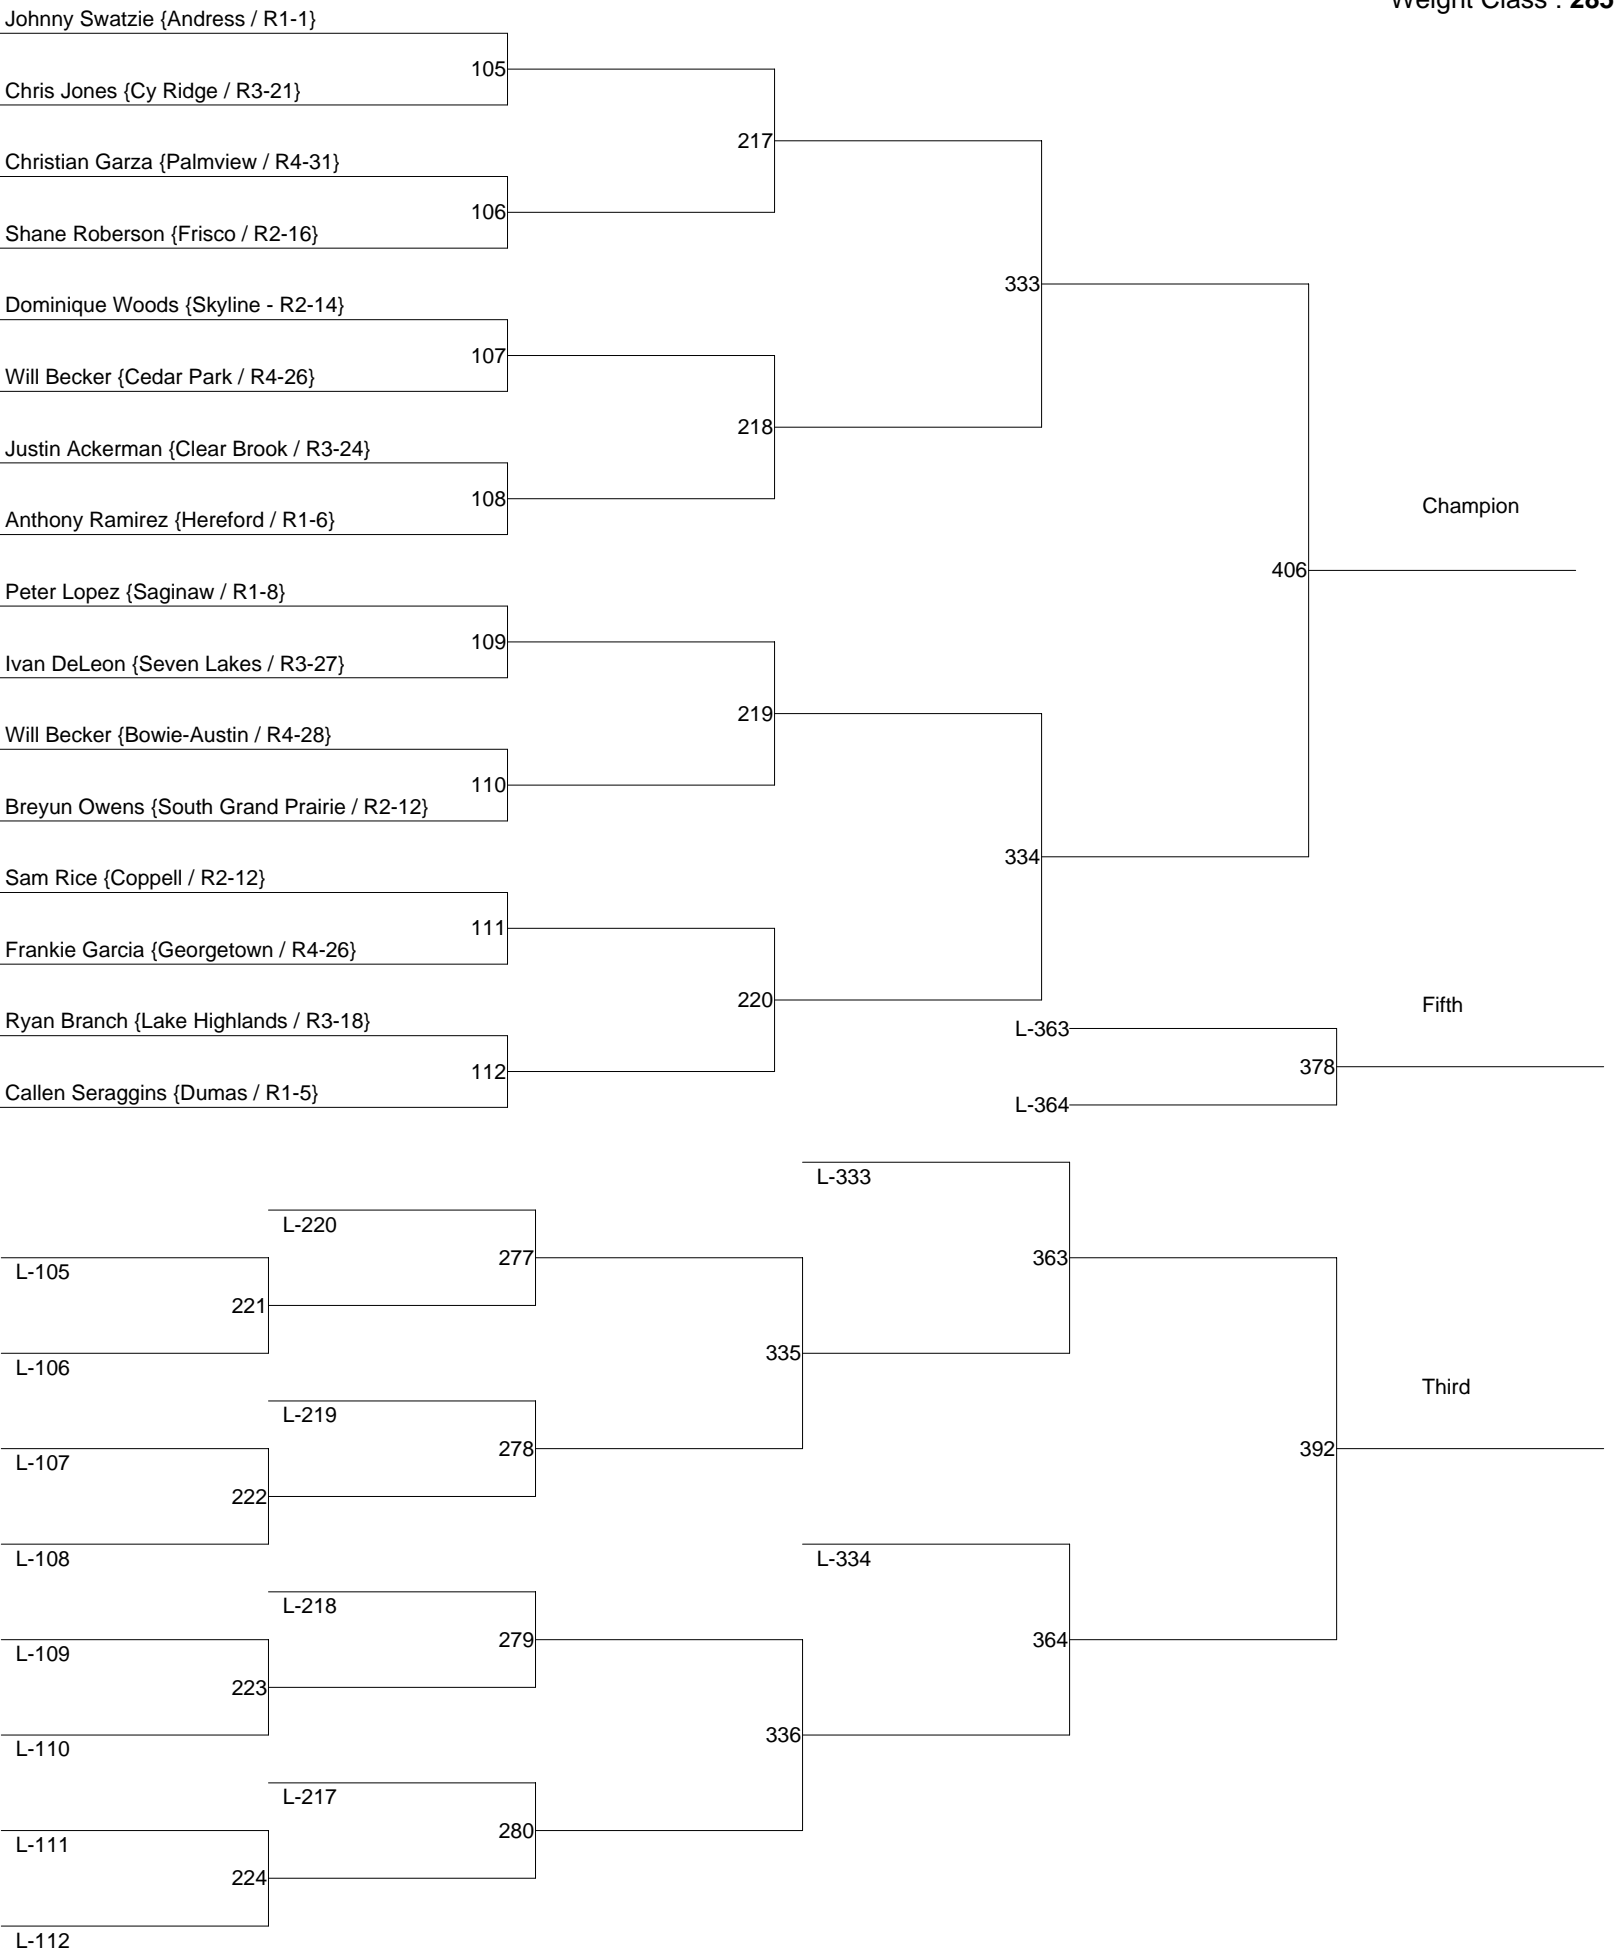 Weight Class : 285
Johnny Swatzie {Andress / R1-1}
105
Chris Jones {Cy Ridge / R3-21}
217
Christian Garza {Palmview / R4-31}
106
Shane Roberson {Frisco / R2-16}
333
Dominique Woods {Skyline - R2-14}
107
Will Becker {Cedar Park / R4-26}
218
Justin Ackerman {Clear Brook / R3-24}
108
Anthony Ramirez {Hereford / R1-6}
Champion
406
Peter Lopez {Saginaw / R1-8}
109
Ivan DeLeon {Seven Lakes / R3-27}
219
Will Becker {Bowie-Austin / R4-28}
110
Breyun Owens {South Grand Prairie / R2-12}
334
Sam Rice {Coppell / R2-12}
111
Frankie Garcia {Georgetown / R4-26}
220
Fifth
Ryan Branch {Lake Highlands / R3-18}
L-363
112
378
Callen Seraggins {Dumas / R1-5}
L-364
L-333
L-220
277
363
L-105
221
335
L-106
Third
L-219
278
392
L-107
222
L-108
L-334
L-218
279
364
L-109
223
336
L-110
L-217
280
L-111
224
L-112